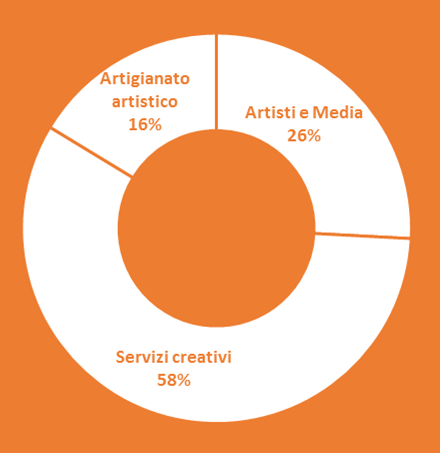 Artigianato
artistico
16%
Artisti e Media
26%
Servizi creativi
58%